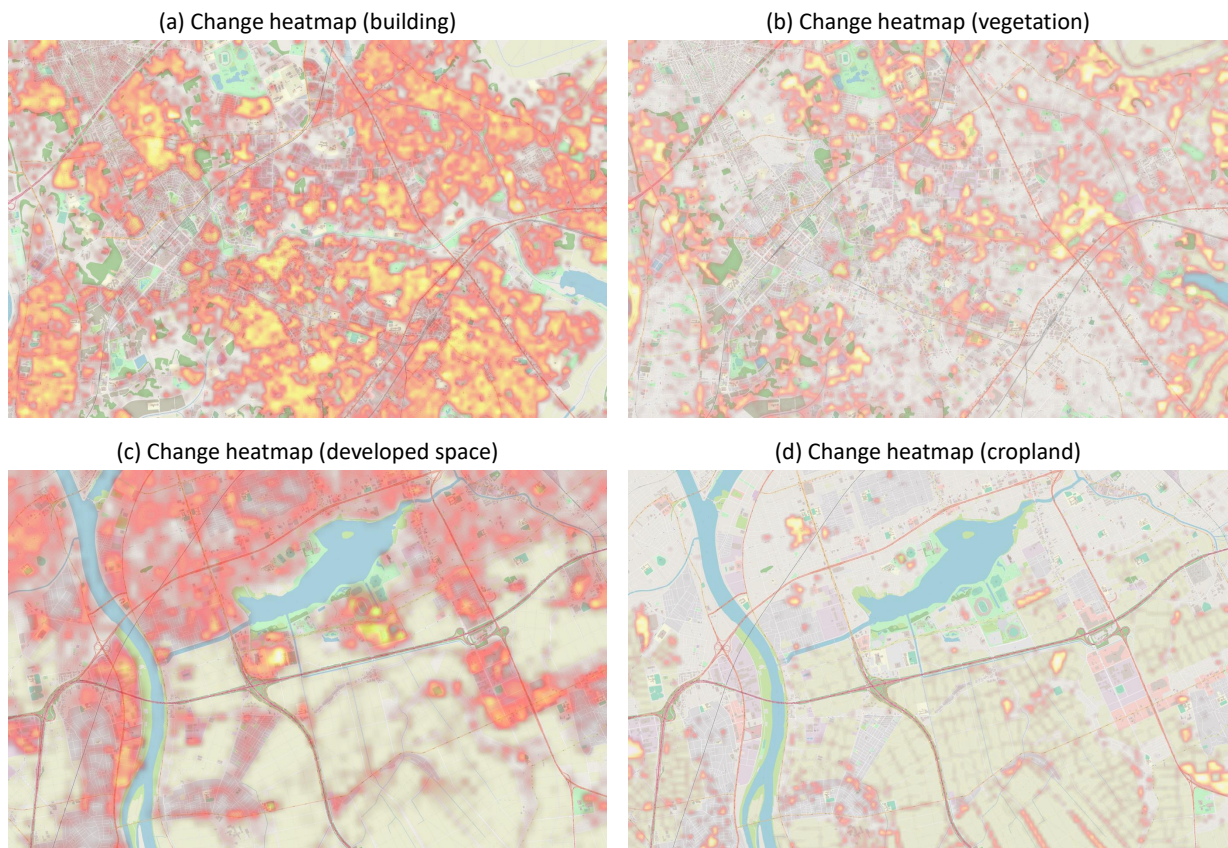 (a) Change heatmap (building)
(b) Change heatmap (vegetation)
(c) Change heatmap (developed space)
(d) Change heatmap (cropland)